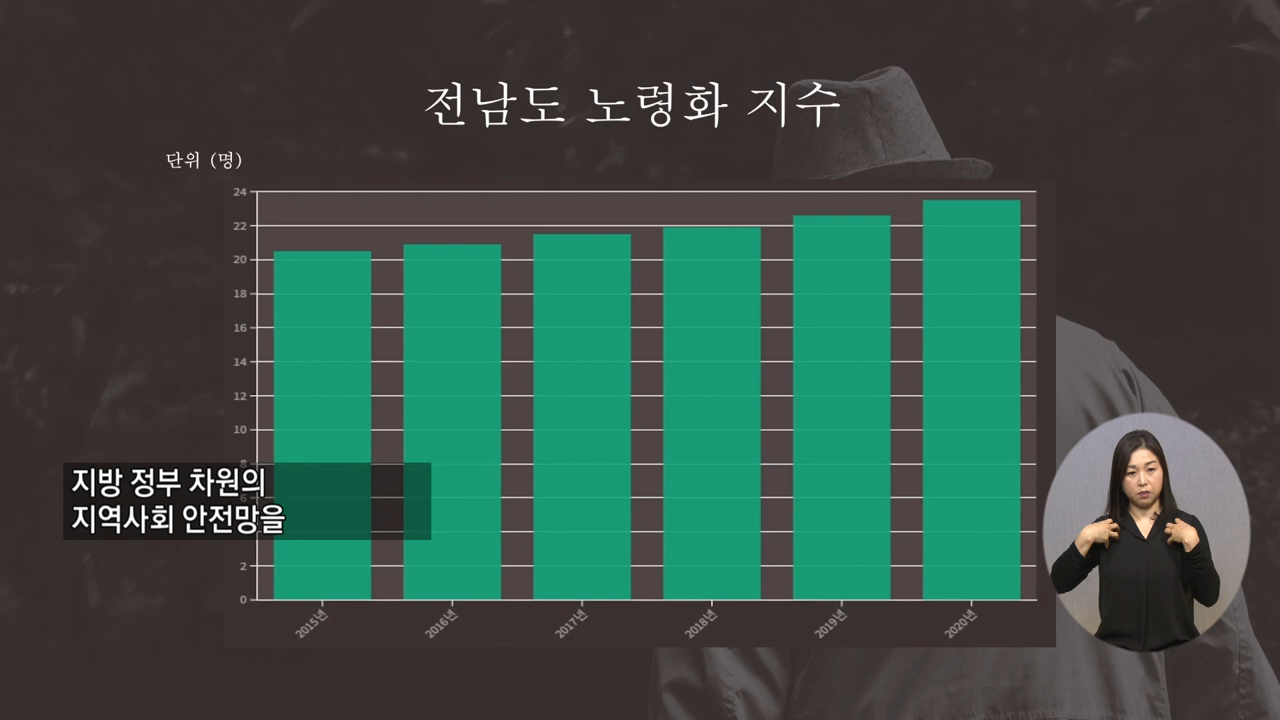 전남도 노령화 지수
단위 (명)
24
22
20
18
16
14
12
10
8
6
2
0
2015년
2016년
2017년
2018년
2019년
2020년
지방 정부 차원의
지역사회 안전망을